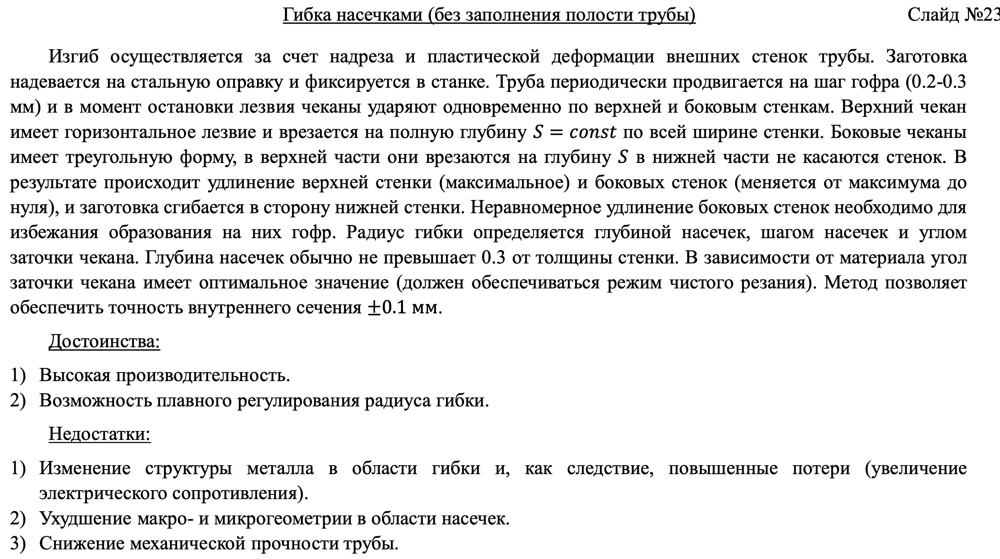 Гибка насечками (без заполнения полости трубы)
Слайд №23
Изгиб осуществляется за счет надреза и пластической деформации внешних стенок трубы. Заготовка
надевается на стальную оправку и фиксируется в станке. Труба периодически продвигается на шаг гофра (0.2-0.3
мм) и в момент остановки лезвия чеканы ударяют одновременно по верхней и боковым стенкам. Верхний чекан
имеет горизонтальное лезвие и врезается на полную глубину S = const по всей ширине стенки. Боковые чеканы
имеет треугольную форму, в верхней части они врезаются на глубину S в нижней части не касаются стенок. В
результате происходит удлинение верхней стенки (максимальное) и боковых стенок (меняется от максимума до
нуля), и заготовка сгибается в сторону нижней стенки. Неравномерное удлинение боковых стенок необходимо для
избежания образования на них гофр. Радиус гибки определяется глубиной насечек, шагом насечек и углом
заточки чекана. Глубина насечек обычно не превышает 0.3 от толщины стенки. В зависимости от материала угол
заточки чекана имеет оптимальное значение (должен обеспечиваться режим чистого резания). Метод позволяет
обеспечить точность внутреннего сечения ±0.1 мм.
Достоинства:
1) Высокая производительность.
2) Возможность плавного регулирования радиуса гибки.
Недостатки:
1) Изменение структуры металла в области гибки и, как следствие, повышенные потери (увеличение
электрического сопротивления).
2) Ухудшение макро- и микрогеометрии в области насечек.
3) Снижение механической прочности трубы.